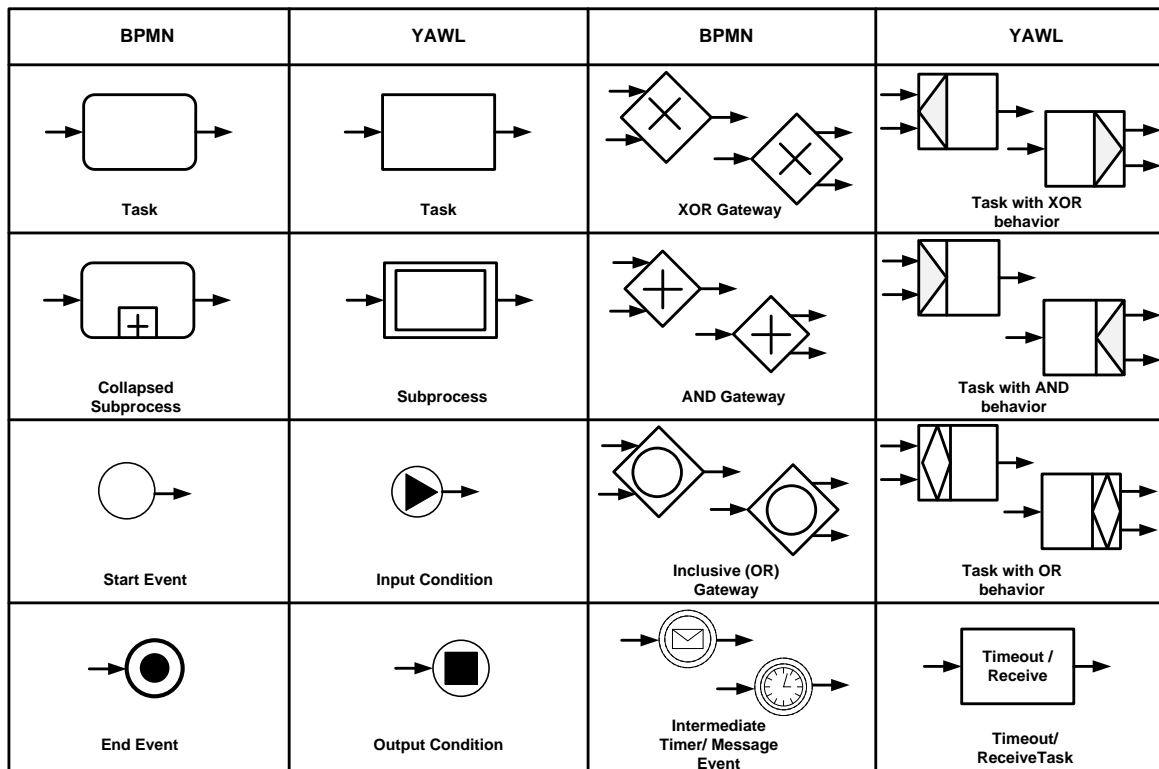 BPMN
YAWL
BPMN
YAWL
Task
Task
XOR Gateway
Task with XOR
behavior
Collapsed
Subprocess
Subprocess
AND Gateway
Task with AND
behavior
Start Event
Input Condition
Inclusive (OR)
Gateway
Task with OR
behavior
Timeout /
Receive
End Event
Output Condition
Intermediate
Timer/ Message
Event
Timeout/
ReceiveTask